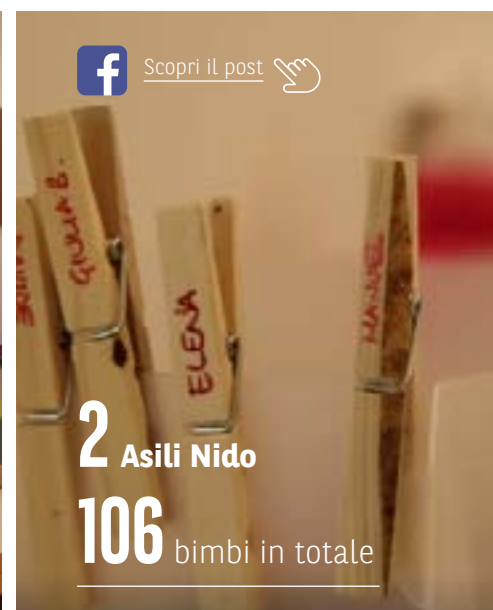 Scopri il post
GIULIA B.
ELENA
2 Asili Nido
106 bimbi in totale